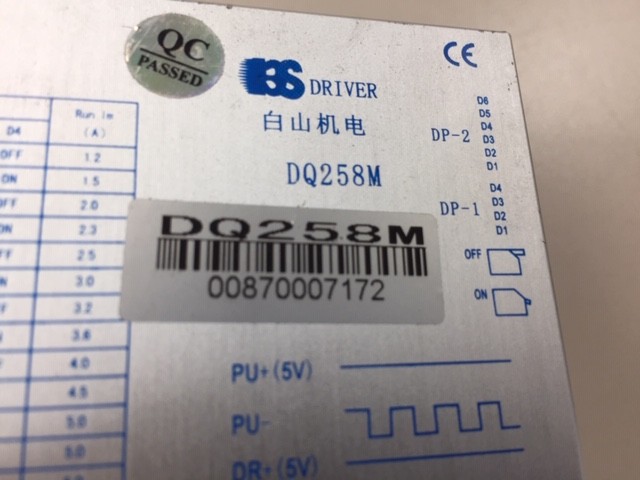 QC
PASSED
BS DRIVER
白山机电
DQ258M
CE
D6
D5
D4
DP-2 D3
D2
D1
D4
DP-1 D3
D2
D1
OFF
ON
DQ258M
00870007172
PU+(5V)
PU-
DR+(5V)
Run im
D4 (A)
OFF 1.2
ON 1.5
2.0
2.3
2.5
3.0
3.2
3.6
4.0
4.5
5.0
5.0